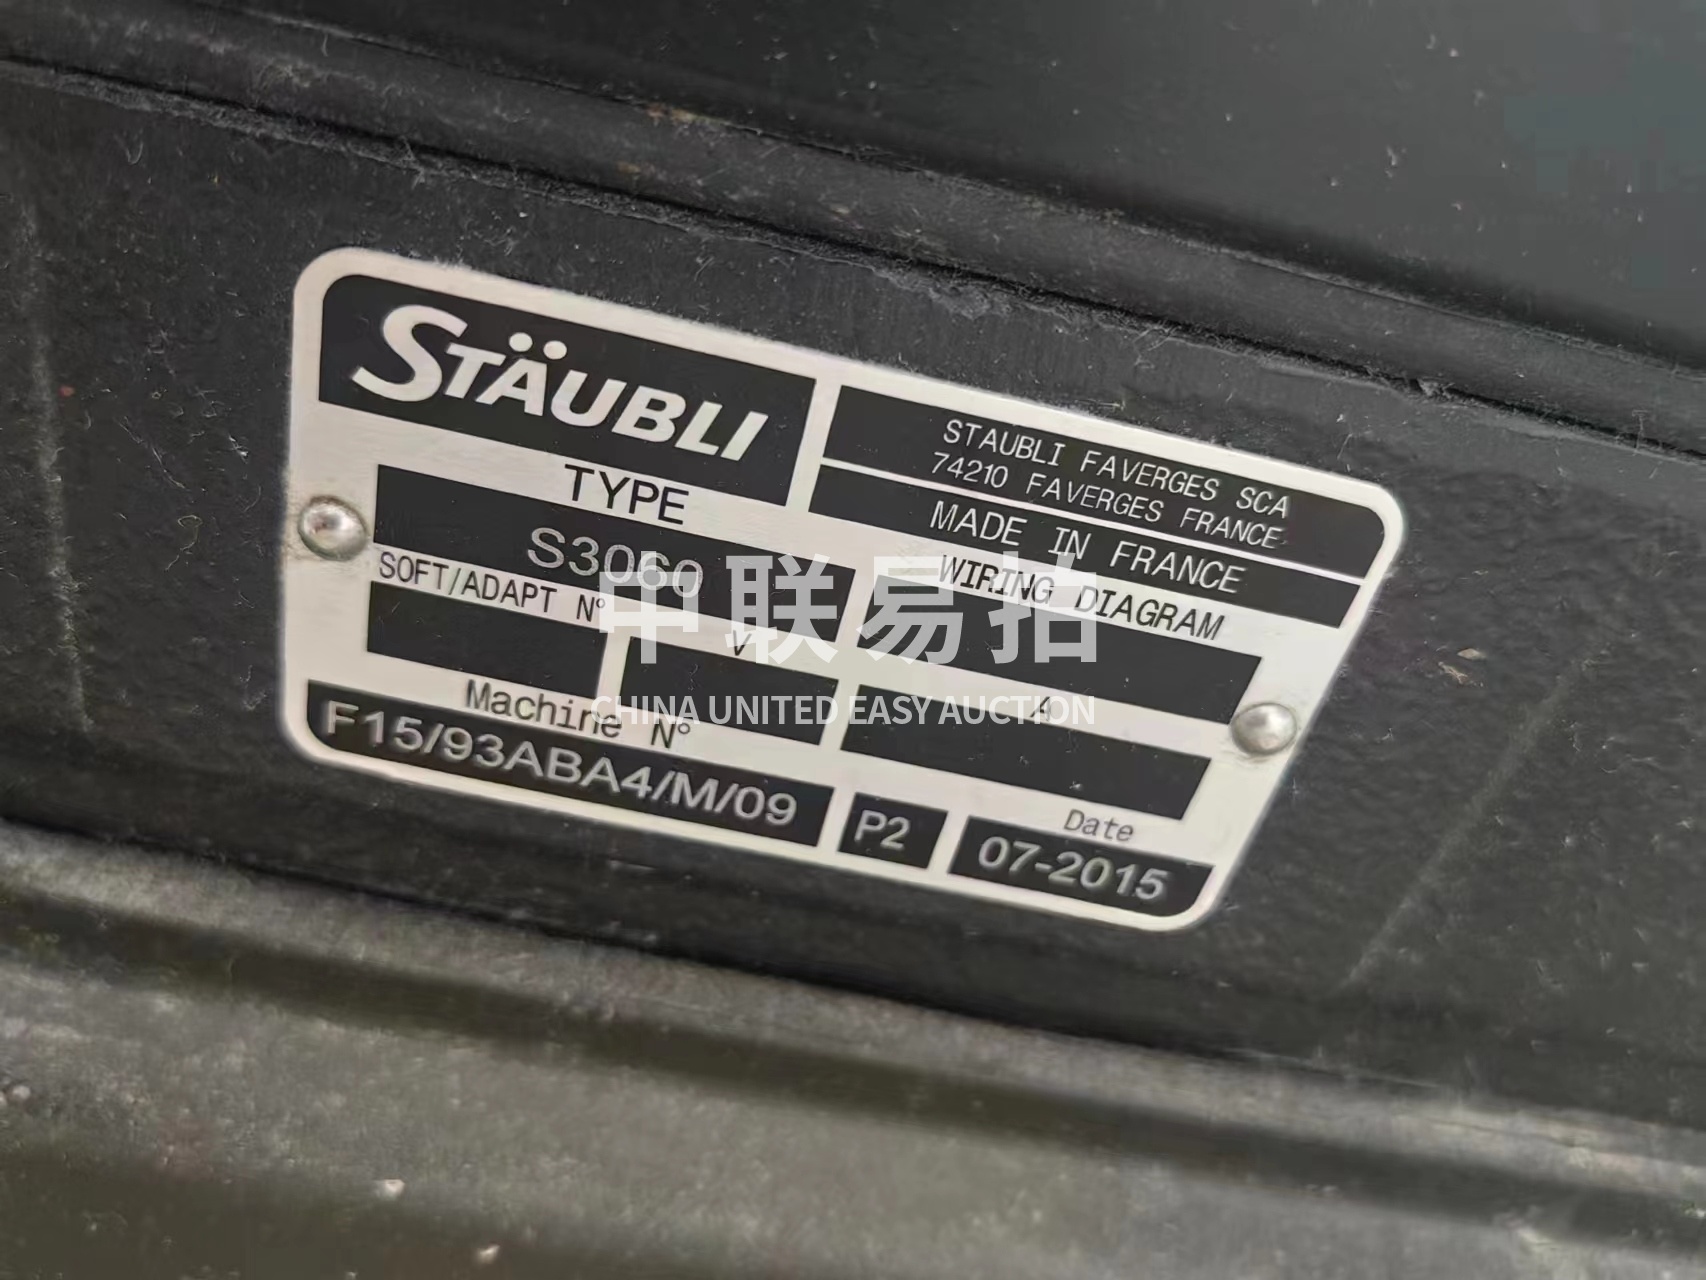 STÄUBLI
STAUBLI FAVERGES SCA
74210 FAVERGES FRANCE
MADE IN FRANCE
TYPE
S3060
WIRING DIAGRAM
SOFT/ADAPT N°
V
A
Machine N°
F15/93ABA4/M/09
P2
Date
07-2015
中联易拍
CHINA UNITED EASY AUCTION